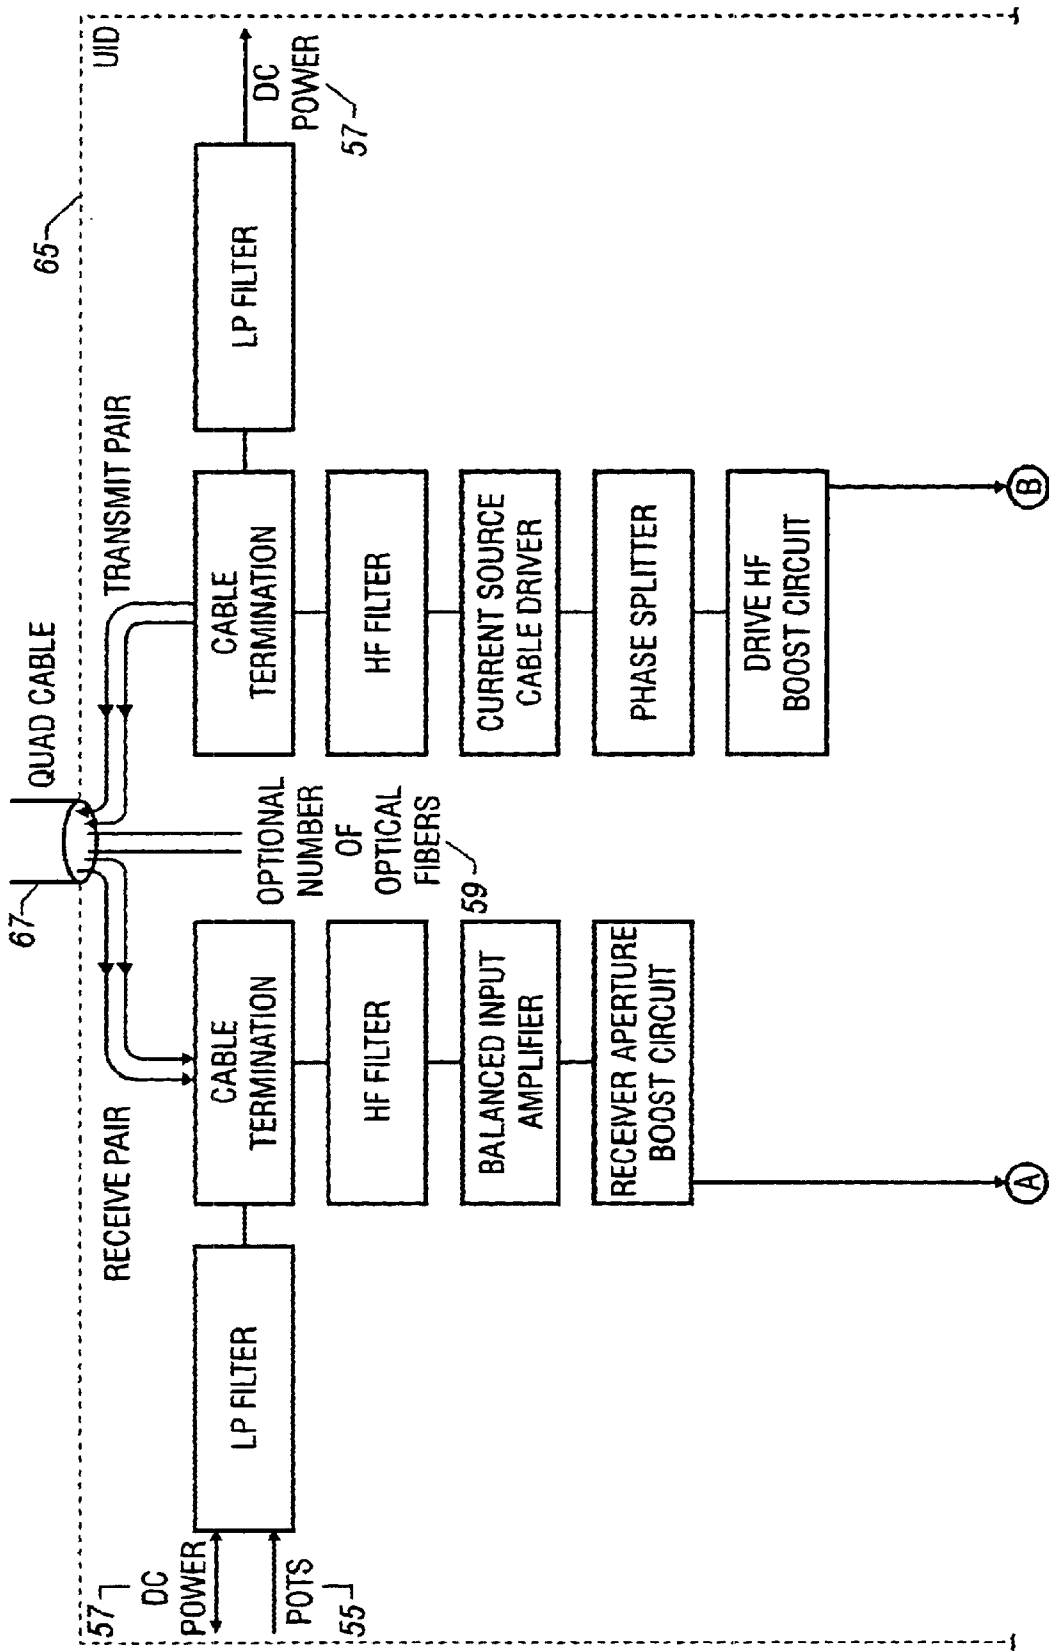 67
QUAD CABLE
65
UID
RECEIVE PAIR
TRANSMIT PAIR
57
DC
POWER
POTS
55
LP FILTER
CABLE
TERMINATION
OPTIONAL
NUMBER
OF
OPTICAL
FIBERS
59
CABLE
TERMINATION
LP FILTER
DC
POWER
57
HF FILTER
HF FILTER
BALANCED INPUT
AMPLIFIER
CURRENT SOURCE
CABLE DRIVER
RECEIVER APERTURE
BOOST CIRCUIT
PHASE SPLITTER
DRIVE HF
BOOST CIRCUIT
A
B